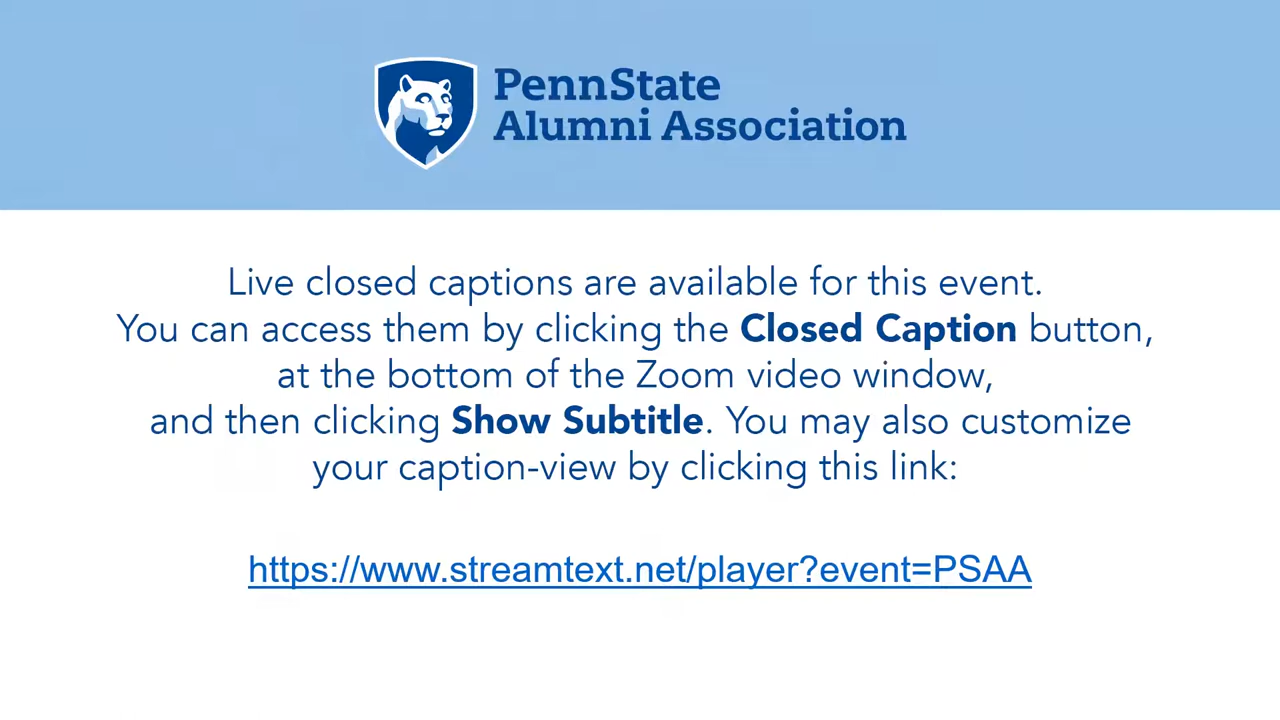 PennState
Alumni Association
Live closed captions are available for this event.
You can access them by clicking the Closed Caption button,
at the bottom of the Zoom video window,
and then clicking Show Subtitle. You may also customize
your caption-view by clicking this link:
https://www.streamtext.net/player?event=PSAA